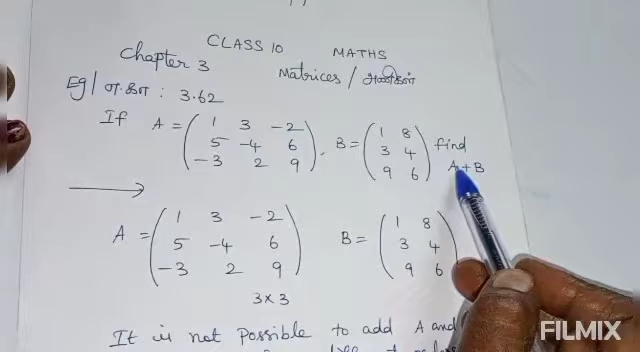 CLASS 10 MATHS
Chapter 3 Matrices / அணிகள்
Eg / எ.கா : 3.62
If A = ( 1 3 -2 ) , B = ( 1 8 ) find
5 -4 6 3 4
-3 2 9 9 6 A + B
A = ( 1 3 -2 ) B = ( 1 8 )
5 -4 6 3 4
-3 2 9 9 6
3×3
It is not possible to add A and
FILMIX